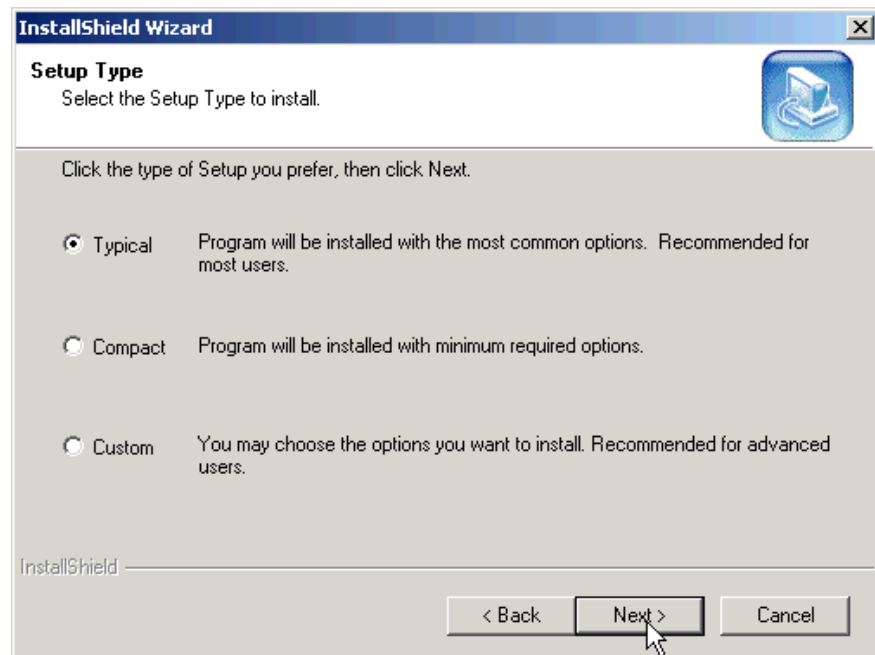 InstallShield Wizard
Setup Type
Select the Setup Type to install.
Click the type of Setup you prefer, then click Next.
Typical Program will be installed with the most common options.  Recommended for
most users.
Compact Program will be installed with minimum required options.
Custom You may choose the options you want to install. Recommended for advanced
users.
InstallShield
< Back Next > Cancel